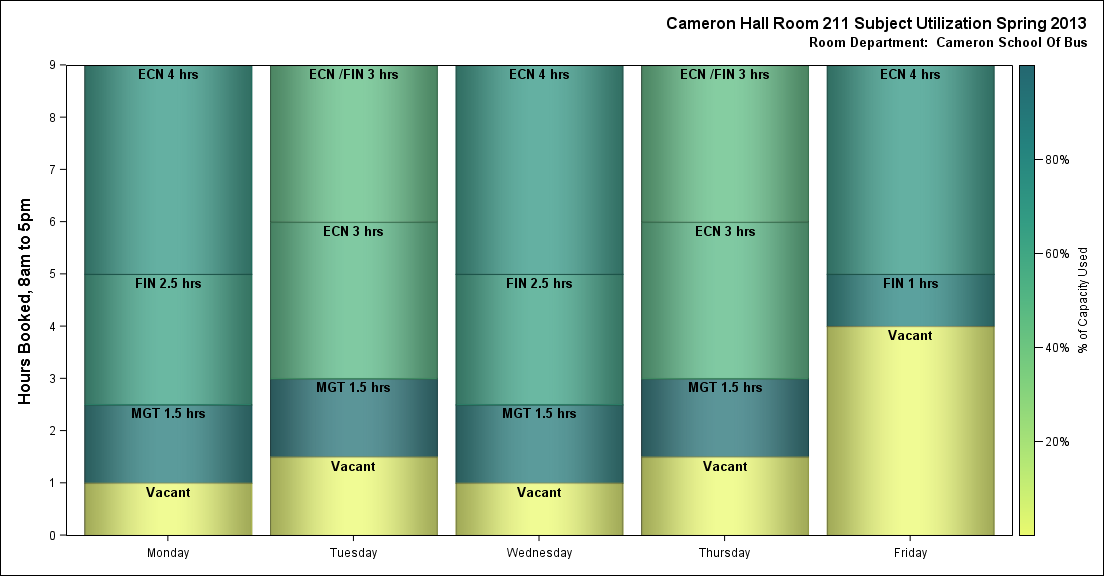 Cameron Hall Room 211 Subject Utilization Spring 2013
Room Department: Cameron School Of Bus
Hours Booked, 8am to 5pm
9
8
7
6
5
4
3
2
1
0
ECN 4 hrs
FIN 2.5 hrs
MGT 1.5 hrs
Vacant
Monday
ECN /FIN 3 hrs
ECN 3 hrs
MGT 1.5 hrs
Vacant
Tuesday
ECN 4 hrs
FIN 2.5 hrs
MGT 1.5 hrs
Vacant
Wednesday
ECN /FIN 3 hrs
ECN 3 hrs
MGT 1.5 hrs
Vacant
Thursday
ECN 4 hrs
FIN 1 hrs
Vacant
Friday
80%
60%
40%
20%
% of Capacity Used